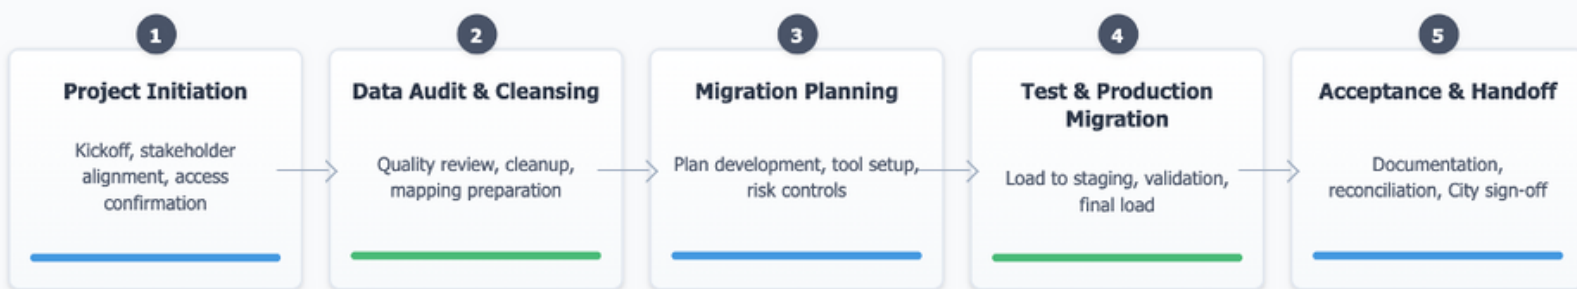 1
Project Initiation
Kickoff, stakeholder
alignment, access
confirmation
2
Data Audit & Cleansing
Quality review, cleanup,
mapping preparation
3
Migration Planning
Plan development, tool setup,
risk controls
4
Test & Production
Migration
Load to staging, validation,
final load
5
Acceptance & Handoff
Documentation,
reconciliation, City sign-off